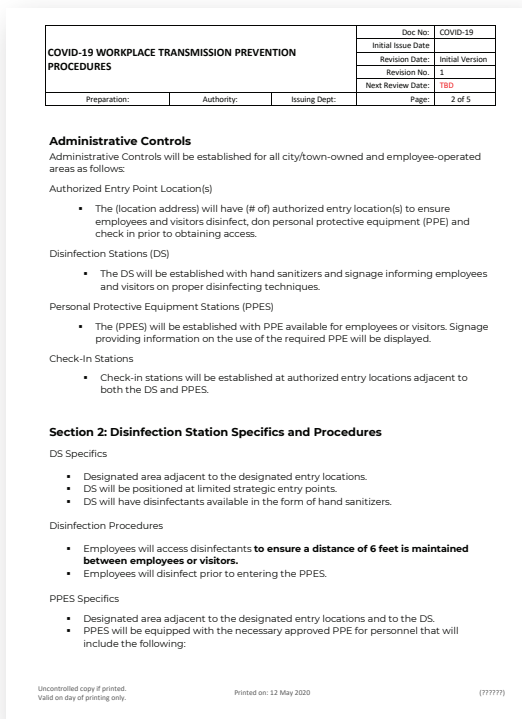 COVID-19 WORKPLACE TRANSMISSION PREVENTION
PROCEDURES
Doc No: COVID-19
Initial Issue Date
Revision Date: Initial Version
Revision No. 1
Next Review Date: TBD
Preparation: Authority: Issuing Dept: Page: 2 of 5
Administrative Controls
Administrative Controls will be established for all city/town-owned and employee-operated
areas as follows:
Authorized Entry Point Location(s)
▪ The (location address) will have (# of) authorized entry location(s) to ensure
employees and visitors disinfect, don personal protective equipment (PPE) and
check in prior to obtaining access.
Disinfection Stations (DS)
▪ The DS will be established with hand sanitizers and signage informing employees
and visitors on proper disinfecting techniques.
Personal Protective Equipment Stations (PPES)
▪ The (PPES) will be established with PPE available for employees or visitors. Signage
providing information on the use of the required PPE will be displayed.
Check-In Stations
▪ Check-in stations will be established at authorized entry locations adjacent to
both the DS and PPES.
Section 2: Disinfection Station Specifics and Procedures
DS Specifics
▪ Designated area adjacent to the designated entry locations.
▪ DS will be positioned at limited strategic entry points.
▪ DS will have disinfectants available in the form of hand sanitizers.
Disinfection Procedures
▪ Employees will access disinfectants to ensure a distance of 6 feet is maintained
between employees or visitors.
▪ Employees will disinfect prior to entering the PPES.
PPES Specifics
▪ Designated area adjacent to the designated entry locations and to the DS.
▪ PPES will be equipped with the necessary approved PPE for personnel that will
include the following:
Uncontrolled copy if printed.
Valid on day of printing only.
Printed on: 12 May 2020
(??????)